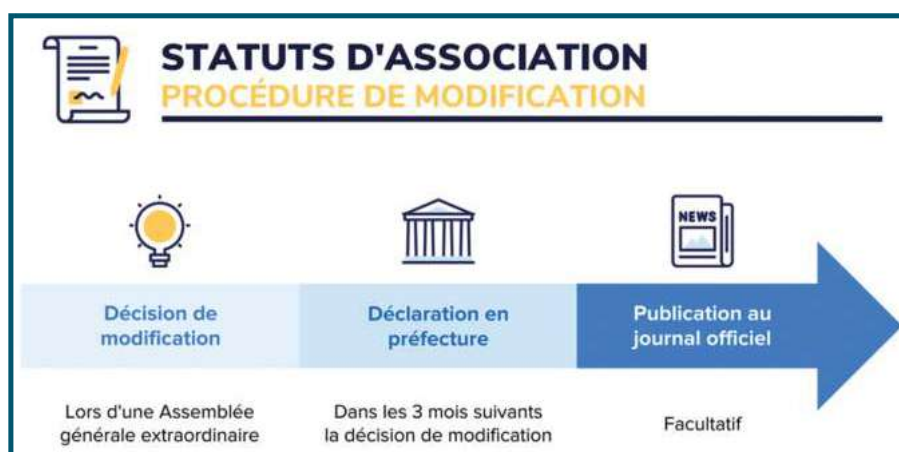 STATUTS D'ASSOCIATION
PROCÉDURE DE MODIFICATION
NEWS
Décision de
modification
Déclaration en
préfecture
Publication au
journal officiel
Lors d'une Assemblée
générale extraordinaire
Dans les 3 mois suivants
la décision de modification
Facultatif